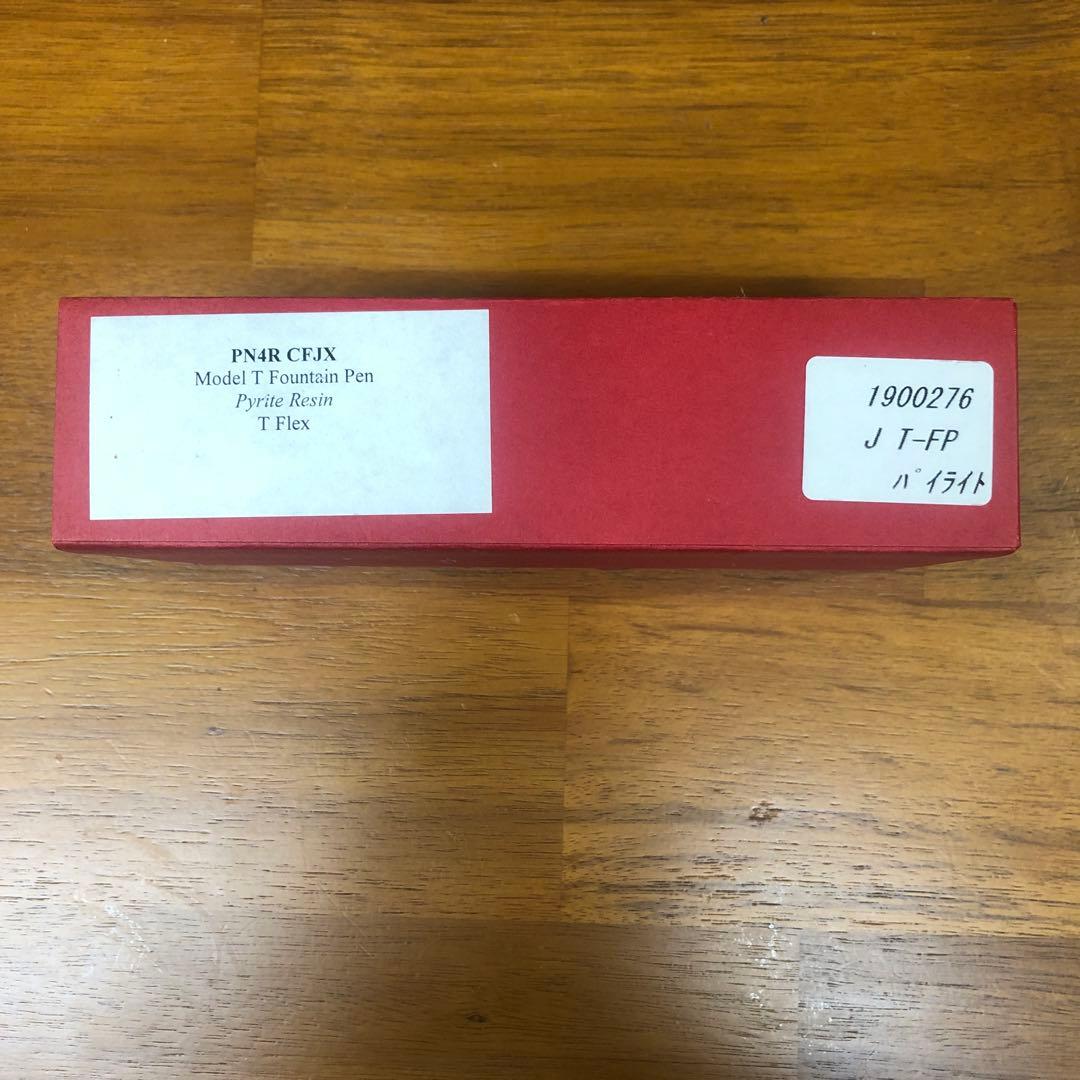 PN4R CFJX
Model T Fountain Pen
Pyrite Resin
T Flex
1900276
J T-FP
パイライト